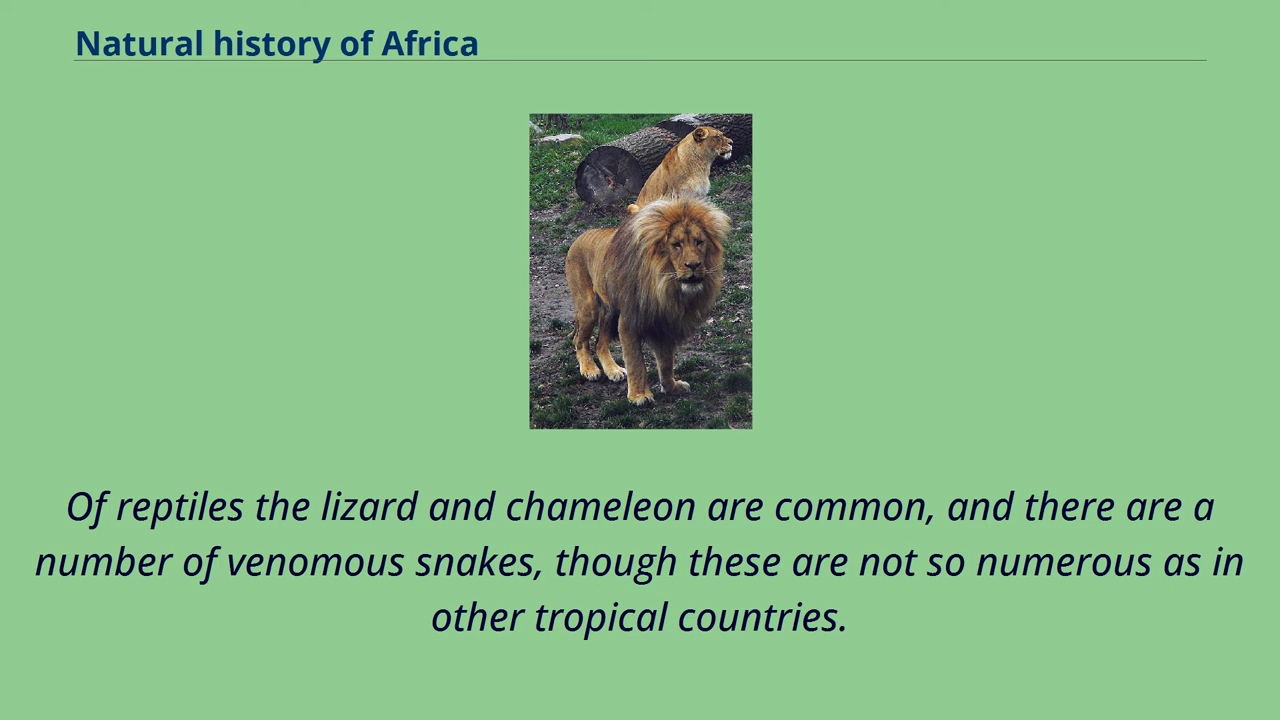 Natural history of Africa
Of reptiles the lizard and chameleon are common, and there are a
number of venomous snakes, though these are not so numerous as in
other tropical countries.